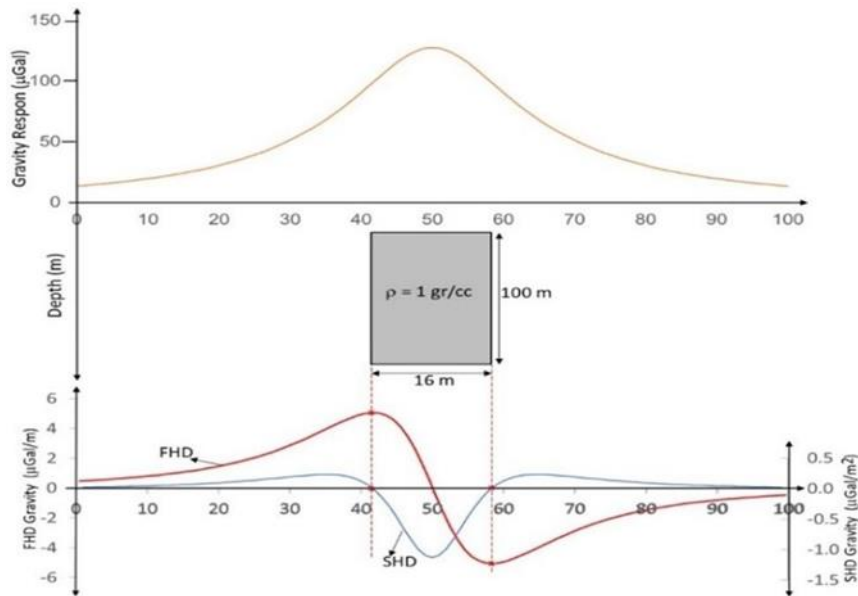 150
100
50
0
Gravity Respon (µGal)
0 10 20 30 40 50 60 70 80 90 100
Depth (m)
ρ = 1 gr/cc
100 m
16 m
6
4
2
0
-2
-4
-6
FHD Gravity (µGal/m)
FHD
SHD
0 10 20 30 40 50 60 70 80 90 100
0.5
0.0
-0.5
-1.0
-1.5
SHD Gravity (µGal/m²)